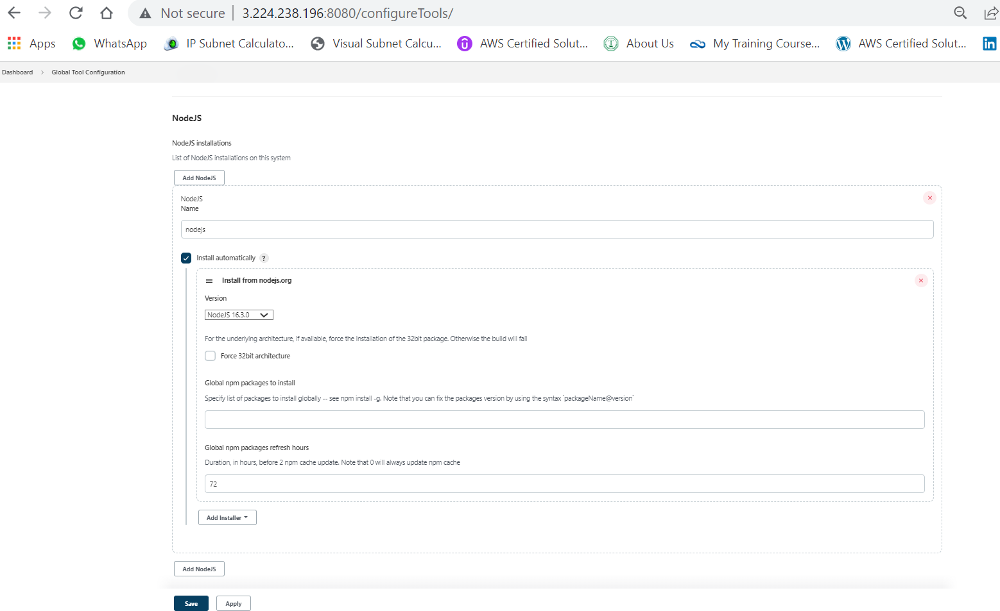 Not secure 3.224.238.196:8080/configureTools/
Apps WhatsApp IP Subnet Calculato... Visual Subnet Calcu... AWS Certified Solut... About Us My Training Course... AWS Certified Solut... in
Dashboard > Global Tool Configuration
NodeJS
NodeJS installations
List of NodeJS installations on this system
Add NodeJS
NodeJS
Name
nodejs
Install automatically ?
Install from nodejs.org
Version
NodeJS 16.3.0
For the underlying architecture, if available, force the installation of the 32bit package. Otherwise the build will fail
Force 32bit architecture
Global npm packages to install
Specify list of packages to install globally -- see npm install -g. Note that you can fix the packages version by using the syntax `packageName@version`
Global npm packages refresh hours
Duration, in hours, before 2 npm cache update. Note that 0 will always update npm cache
72
Add Installer
Add NodeJS
Save Apply